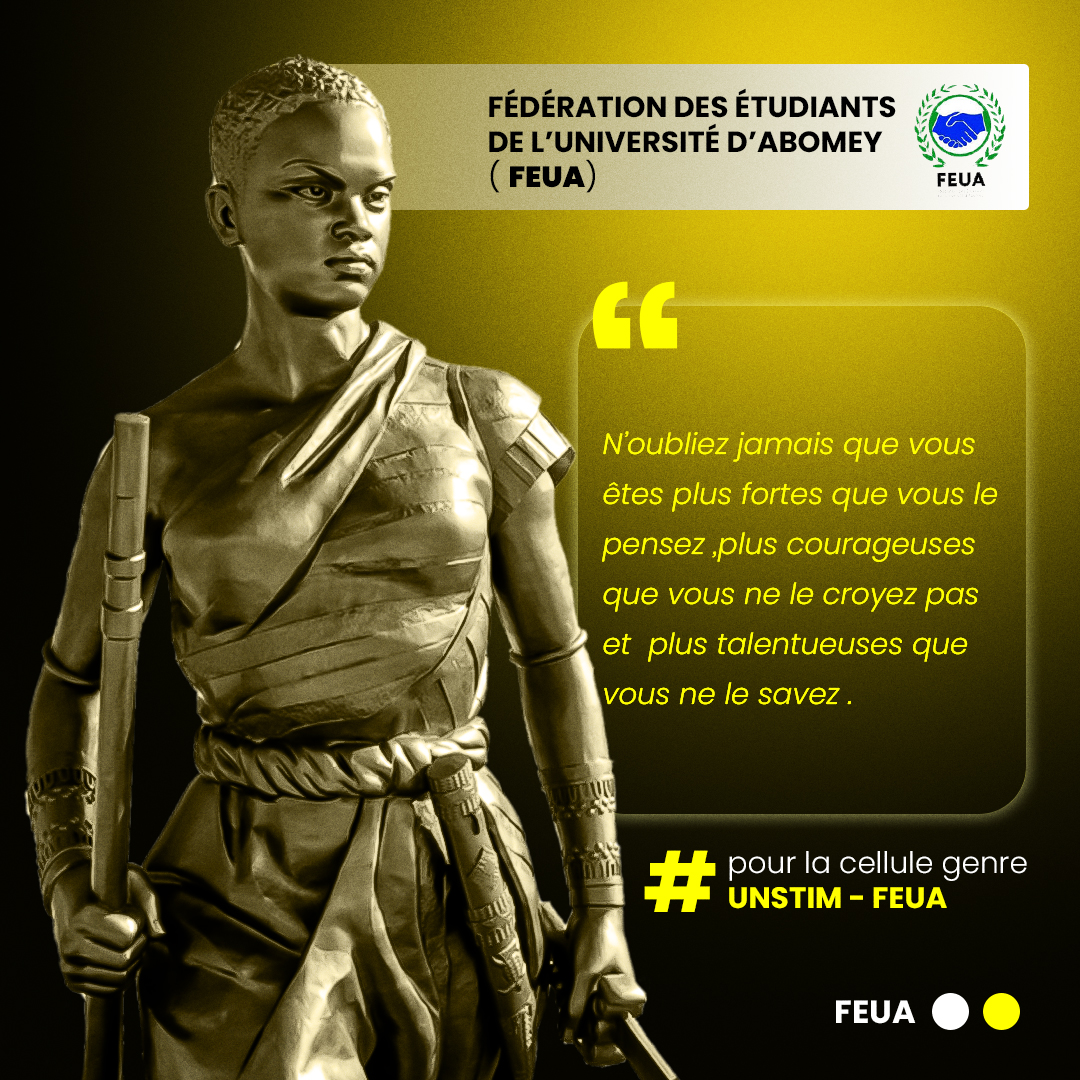 FÉDÉRATION DES ÉTUDIANTS
DE L'UNIVERSITÉ D'ABOMEY
( FEUA)
FEUA
“
N'oubliez jamais que vous
êtes plus fortes que vous le
pensez ,plus courageuses
que vous ne le croyez pas
et  plus talentueuses que
vous ne le savez .
# pour la cellule genre
UNSTIM - FEUA
FEUA